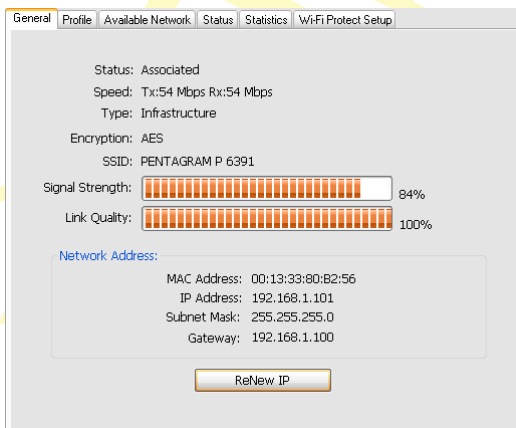 General Profile Available Network Status Statistics Wi-Fi Protect Setup
Status: Associated
Speed: Tx:54 Mbps Rx:54 Mbps
Type: Infrastructure
Encryption: AES
SSID: PENTAGRAM P 6391
Signal Strength: 84%
Link Quality: 100%
Network Address:
MAC Address: 00:13:33:80:B2:56
IP Address: 192.168.1.101
Subnet Mask: 255.255.255.0
Gateway: 192.168.1.100
ReNew IP